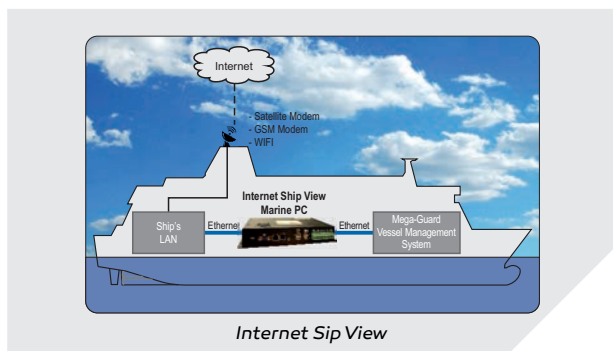 Internet
- Satellite Modem
- GSM Modem
- WIFI
Internet Ship View
Marine PC
Ship's
LAN
Ethernet
Ethernet
Mega-Guard
Vessel Management
System
Internet Sip View